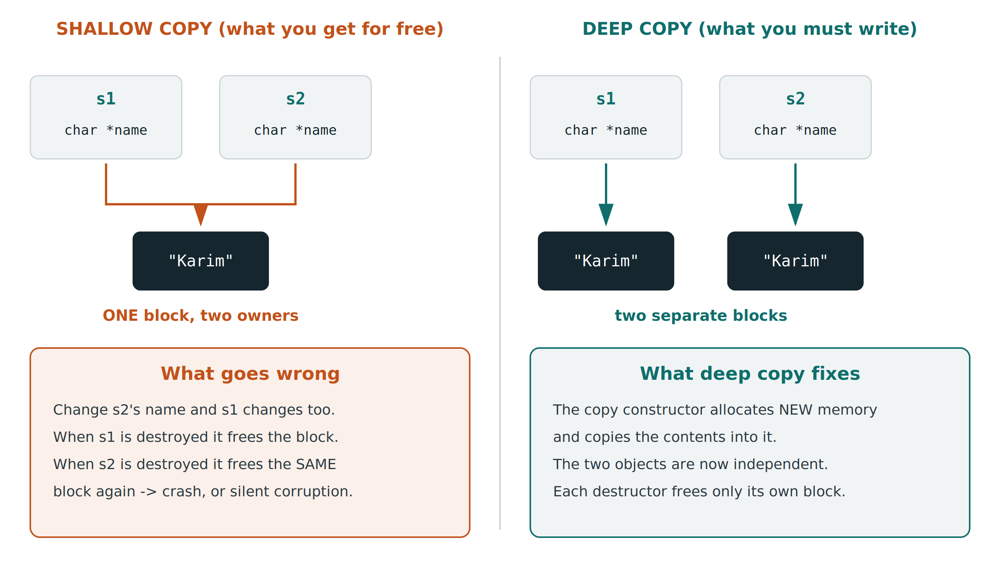 SHALLOW COPY (what you get for free)
s1
char *name
s2
char *name
"Karim"
ONE block, two owners
What goes wrong
Change s2's name and s1 changes too.
When s1 is destroyed it frees the block.
When s2 is destroyed it frees the SAME
block again -> crash, or silent corruption.
DEEP COPY (what you must write)
s1
char *name
s2
char *name
"Karim"
"Karim"
two separate blocks
What deep copy fixes
The copy constructor allocates NEW memory
and copies the contents into it.
The two objects are now independent.
Each destructor frees only its own block.